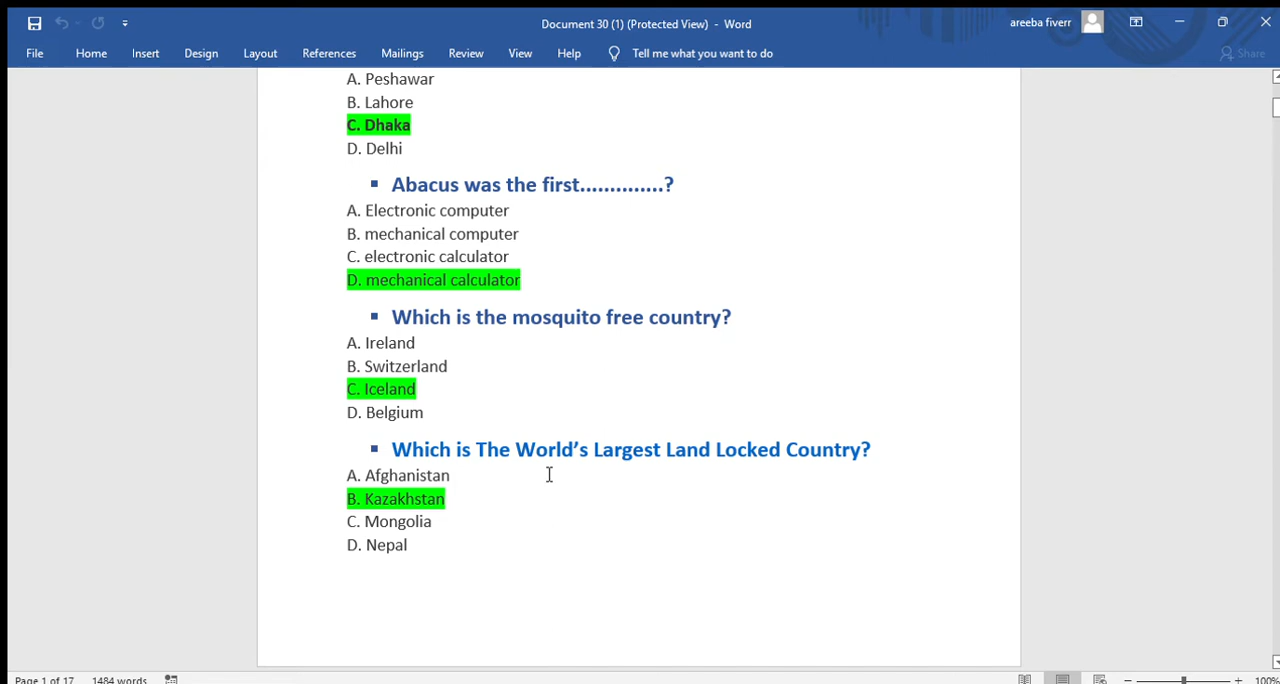 Document 30 (1) (Protected View) - Word
areeba fiverr
File Home Insert Design Layout References Mailings Review View Help Tell me what you want to do Share
A. Peshawar
B. Lahore
C. Dhaka
D. Delhi
▪ Abacus was the first..............?
A. Electronic computer
B. mechanical computer
C. electronic calculator
D. mechanical calculator
▪ Which is the mosquito free country?
A. Ireland
B. Switzerland
C. Iceland
D. Belgium
▪ Which is The World’s Largest Land Locked Country?
A. Afghanistan
B. Kazakhstan
C. Mongolia
D. Nepal
Page 1 of 17 1484 words 100%